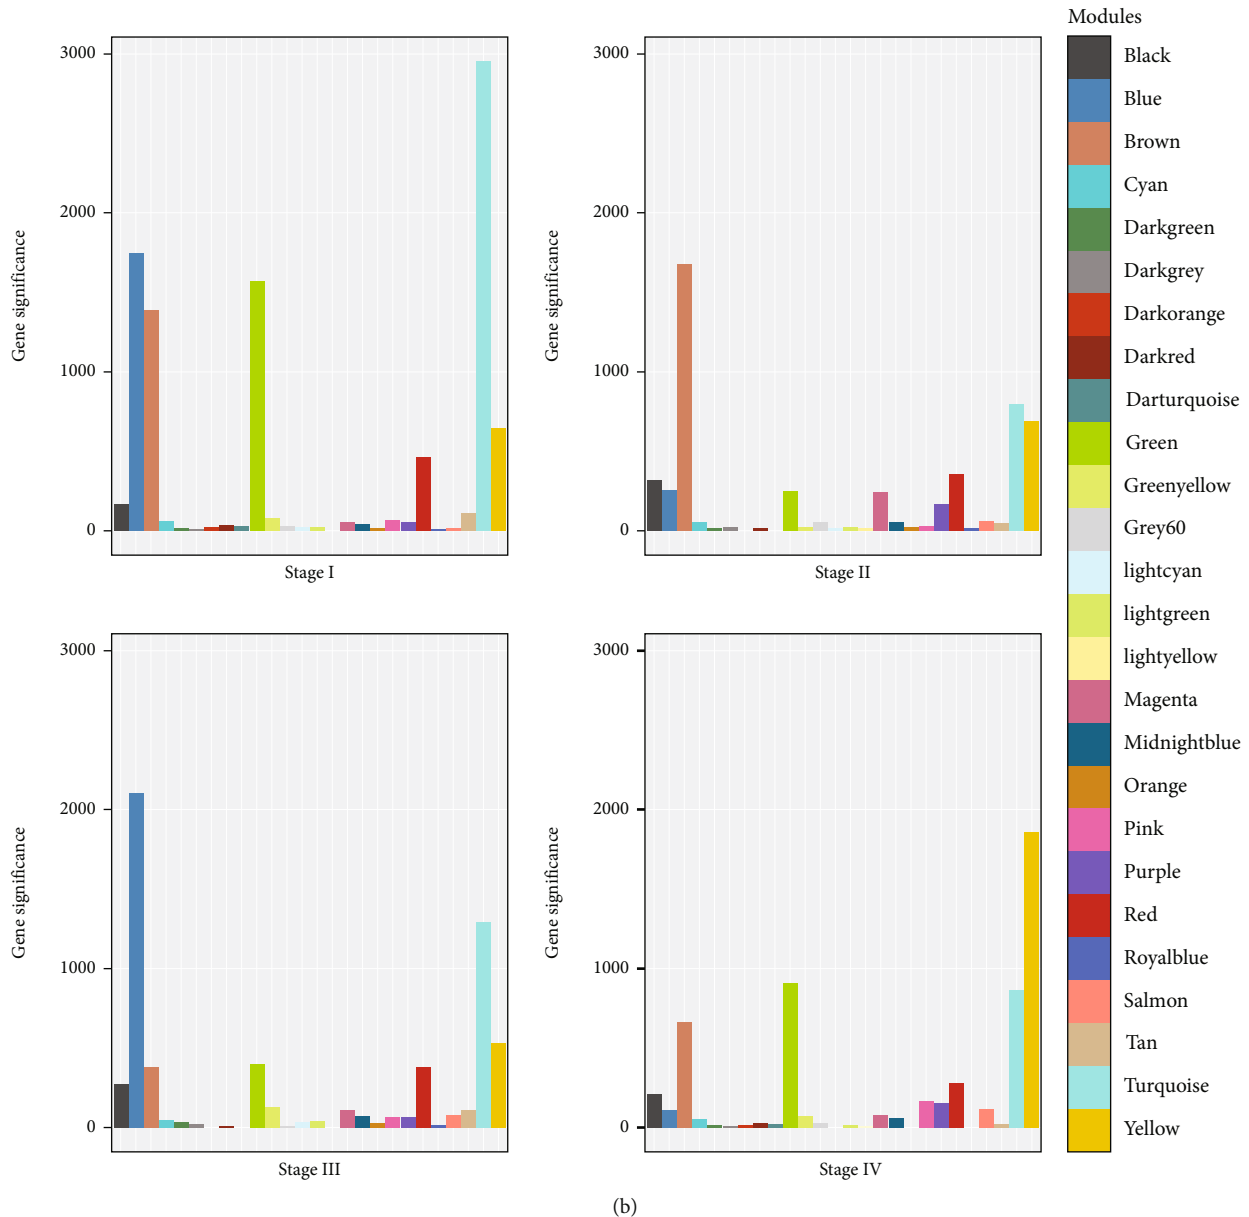 Modules
Black
Blue
Brown
Cyan
Darkgreen
Darkgrey
Darkorange
Darkred
Darturquoise
Green
Greenyellow
Grey60
lightcyan
lightgreen
lightyellow
Magenta
Midnightblue
Orange
Pink
Purple
Red
Royalblue
Salmon
Tan
Turquoise
Yellow
Gene significance
3000
2000
1000
0
Stage I
Gene significance
3000
2000
1000
0
Stage II
Gene significance
3000
2000
1000
0
Stage III
Gene significance
3000
2000
1000
0
Stage IV
(b)